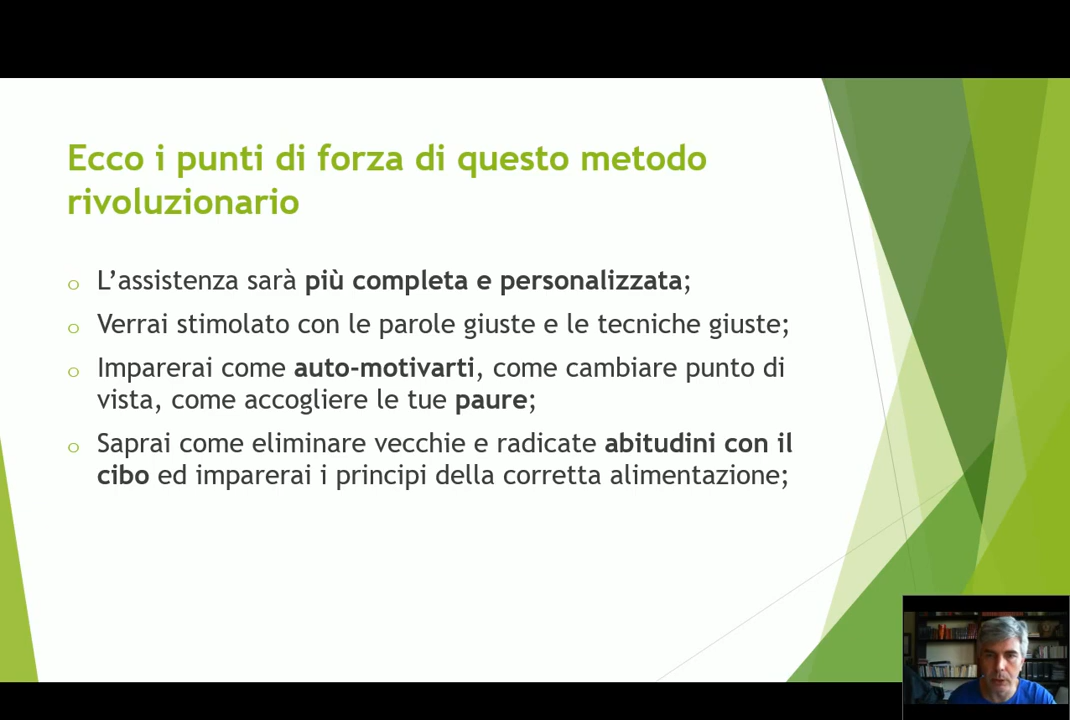 Ecco i punti di forza di questo metodo
rivoluzionario
o L’assistenza sarà più completa e personalizzata;
o Verrai stimolato con le parole giuste e le tecniche giuste;
o Imparerai come auto-motivarti, come cambiare punto di
vista, come accogliere le tue paure;
o Saprai come eliminare vecchie e radicate abitudini con il
cibo ed imparerai i principi della corretta alimentazione;